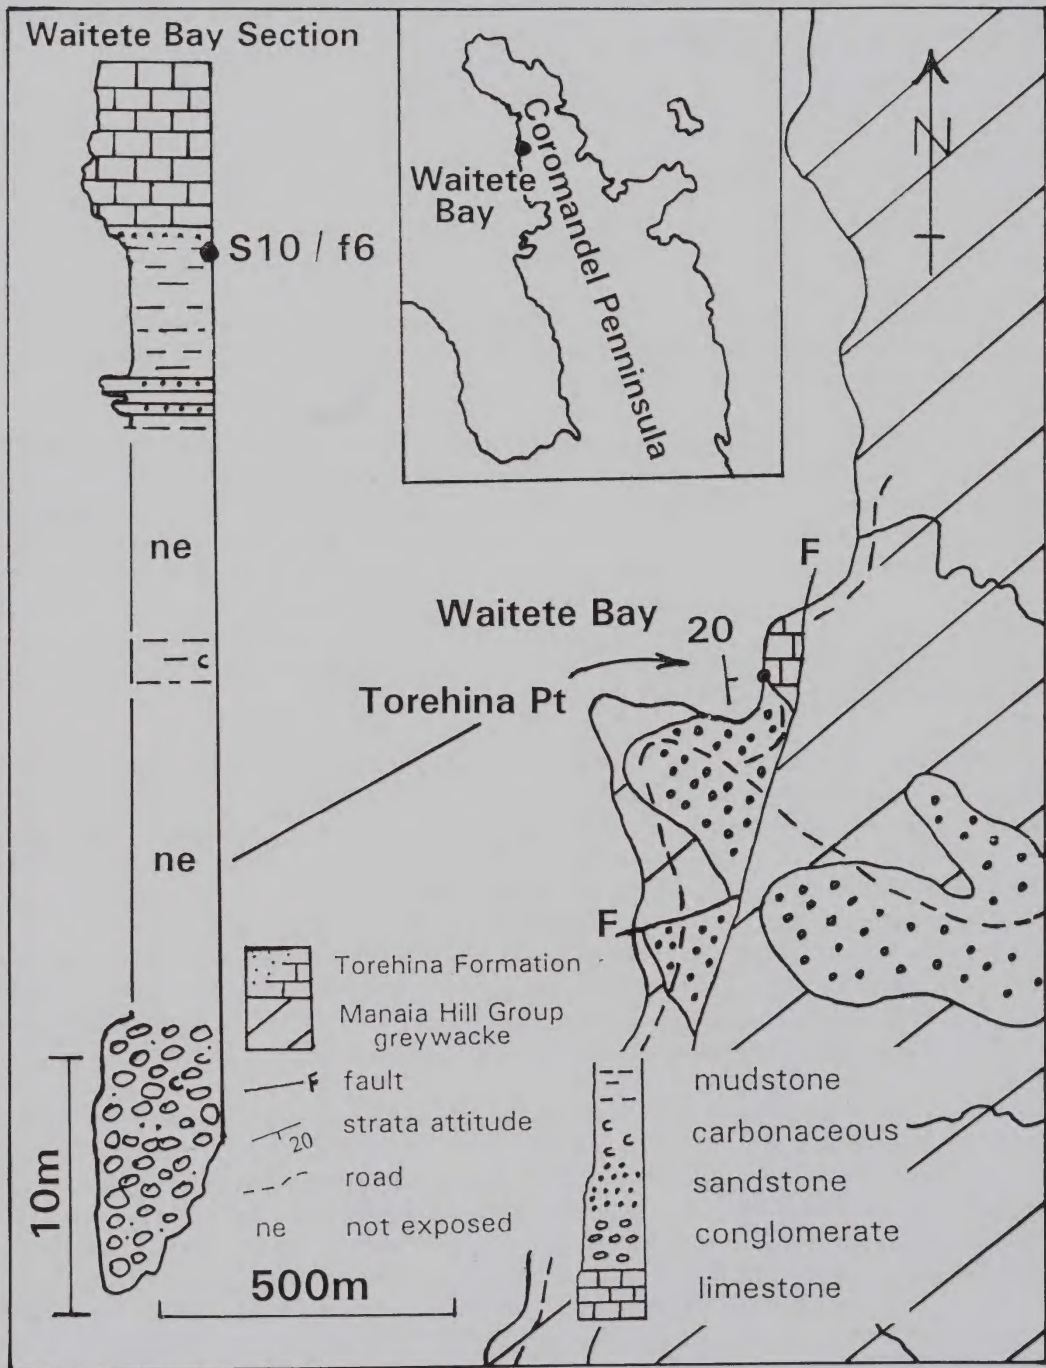 Waitete Bay Section
S10 / f6
ne
c
ne
10m
500m
Waitete
Bay
Coromandel Penninsula
N
F
Waitete Bay
20
Torehina Pt
F
Torehina Formation
Manaia Hill Group
greywacke
F fault
20 strata attitude
road
ne not exposed
mudstone
c c c carbonaceous
sandstone
conglomerate
limestone